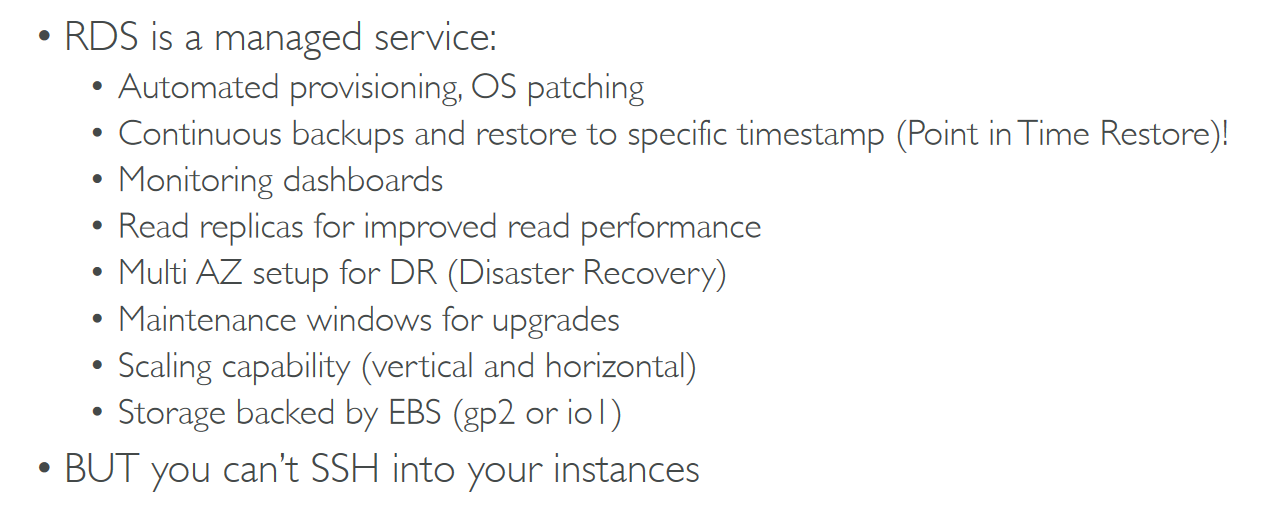 • RDS is a managed service:
• Automated provisioning, OS patching
• Continuous backups and restore to specific timestamp (Point in Time Restore)!
• Monitoring dashboards
• Read replicas for improved read performance
• Multi AZ setup for DR (Disaster Recovery)
• Maintenance windows for upgrades
• Scaling capability (vertical and horizontal)
• Storage backed by EBS (gp2 or io1)
• BUT you can’t SSH into your instances